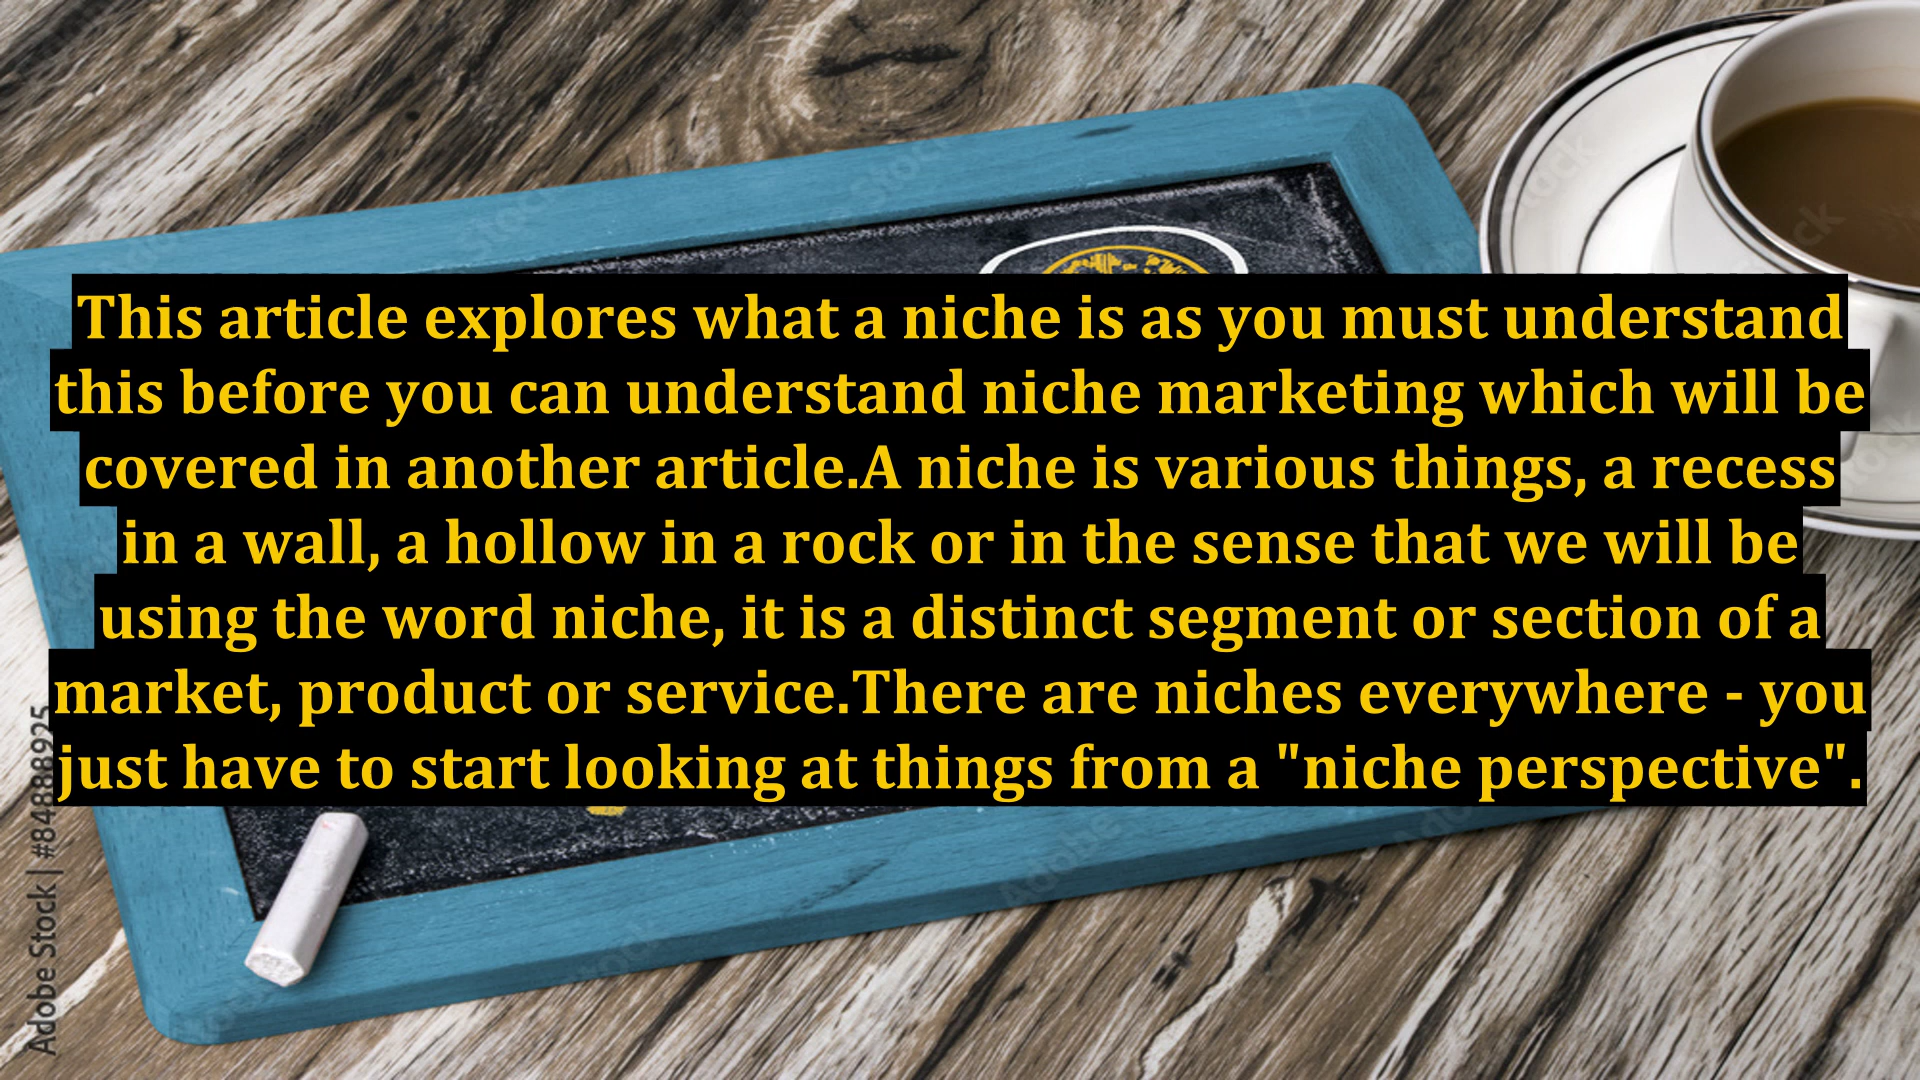 This article explores what a niche is as you must understand
this before you can understand niche marketing which will be
covered in another article.A niche is various things, a recess
in a wall, a hollow in a rock or in the sense that we will be
using the word niche, it is a distinct segment or section of a
market, product or service.There are niches everywhere - you
just have to start looking at things from a "niche perspective".
Adobe Stock | #84888925